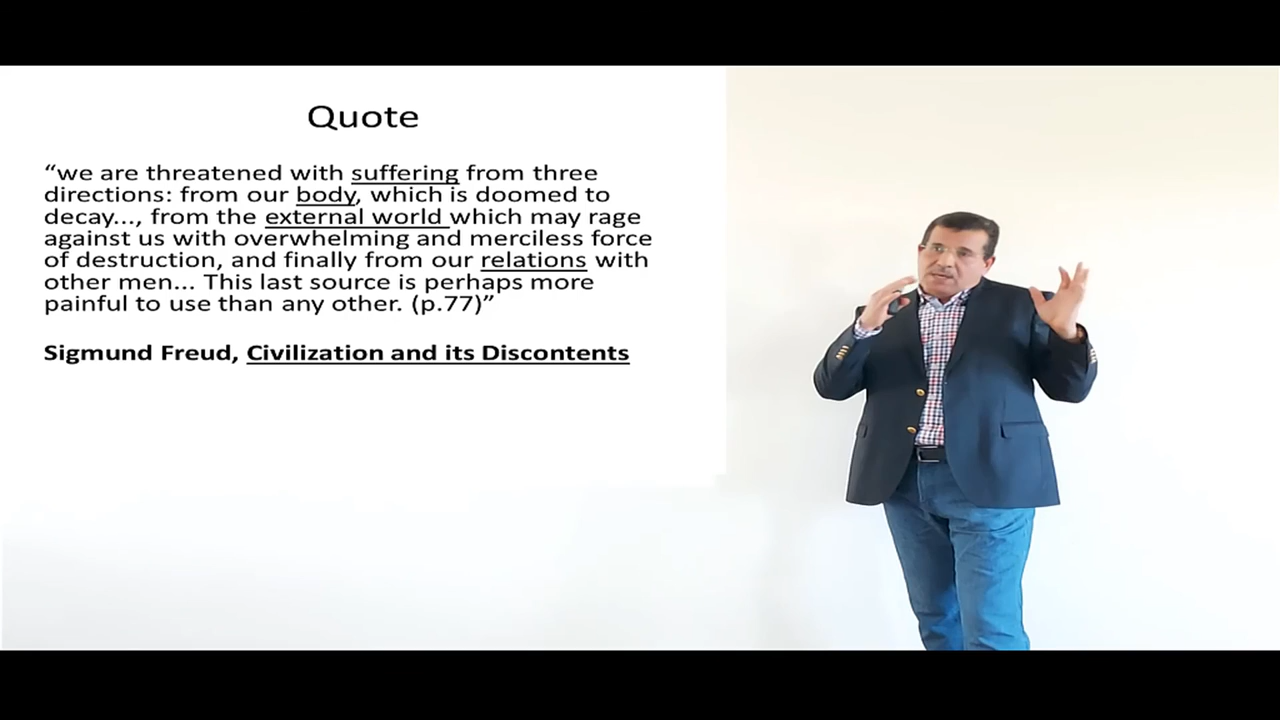 Quote
“we are threatened with suffering from three
directions: from our body, which is doomed to
decay..., from the external world which may rage
against us with overwhelming and merciless force
of destruction, and finally from our relations with
other men... This last source is perhaps more
painful to use than any other. (p.77)”
Sigmund Freud, Civilization and its Discontents